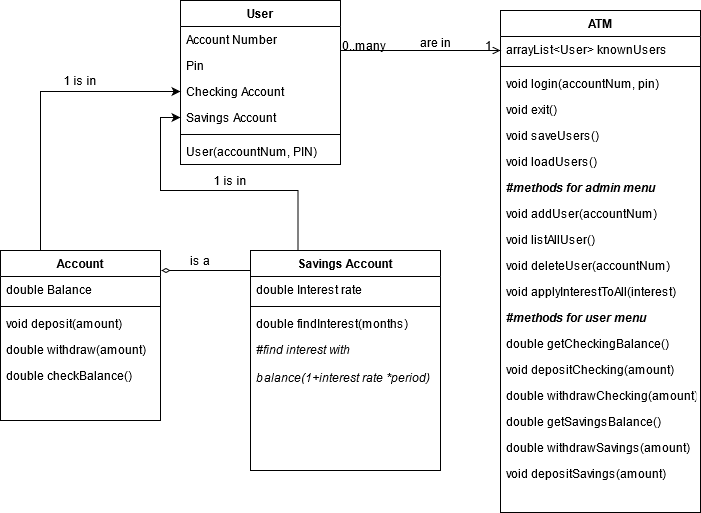 User
Account Number
Pin
Checking Account
Savings Account
User(accountNum, PIN)
0..many
are in
1
ATM
arrayList<User> knownUsers
void login(accountNum, pin)
void exit()
void saveUsers()
void loadUsers()
#methods for admin menu
void addUser(accountNum)
void listAllUser()
void deleteUser(accountNum)
void applyInterestToAll(interest)
#methods for user menu
double getCheckingBalance()
void depositChecking(amount)
double withdrawChecking(amount)
double getSavingsBalance()
double withdrawSavings(amount)
void depositSavings(amount)
1 is in
1 is in
Account
double Balance
void deposit(amount)
double withdraw(amount)
double checkBalance()
is a
Savings Account
double Interest rate
double findInterest(months)
#find interest with
balance(1+interest rate *period)